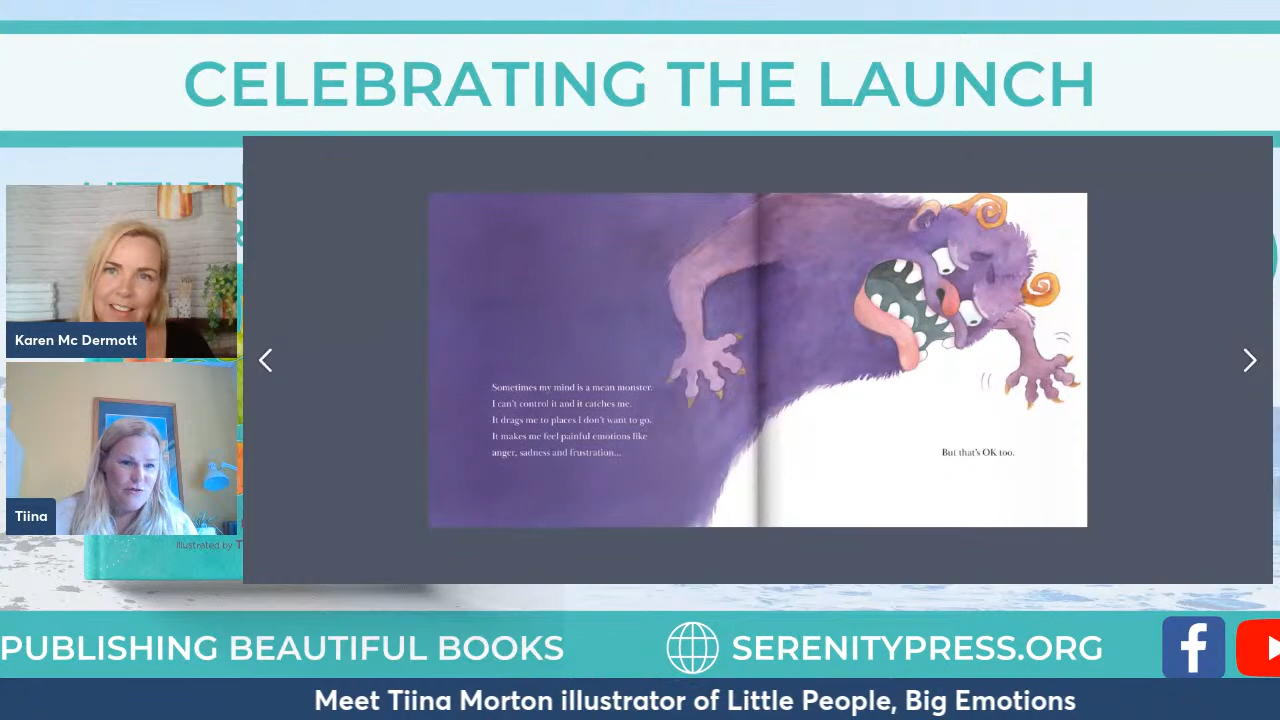 CELEBRATING THE LAUNCH
Karen Mc Dermott
Tiina
Illustrated by T
Sometimes my mind is a mean monster.
I can't control it and it catches me.
It drags me to places I don't want to go.
It makes me feel painful emotions like
anger, sadness and frustration...
But that's OK too.
PUBLISHING BEAUTIFUL BOOKS
SERENITYPRESS.ORG
Meet Tiina Morton illustrator of Little People, Big Emotions